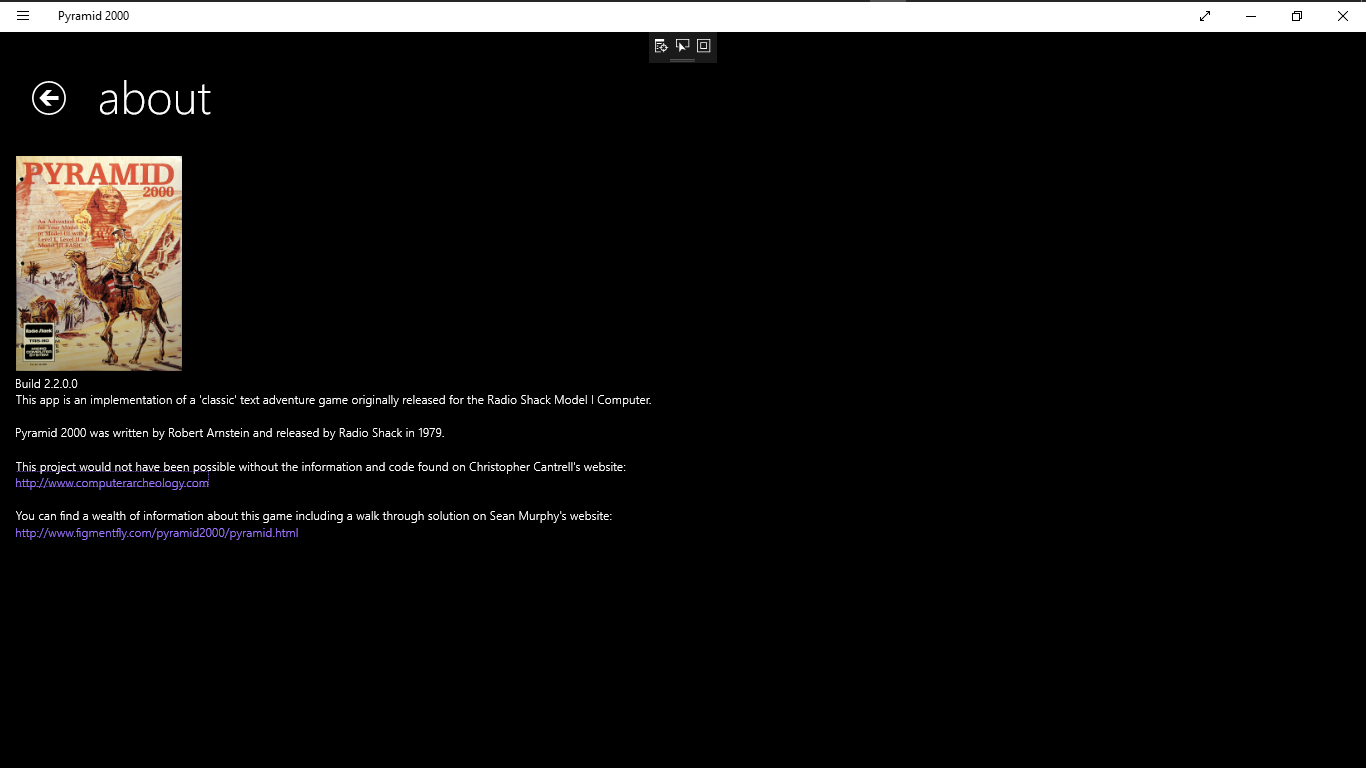 Pyramid 2000
about
PYRAMID
2000
An Adventure Game
for Your Model I
or Model III with
Level I, Level II or
Model III BASIC
Radio Shack
TRS-80
MICRO
COMPUTER
SYSTEM
Build 2.2.0.0
This app is an implementation of a 'classic' text adventure game originally released for the Radio Shack Model I Computer.
Pyramid 2000 was written by Robert Arnstein and released by Radio Shack in 1979.
This project would not have been possible without the information and code found on Christopher Cantrell's website:
http://www.computerarcheology.com
You can find a wealth of information about this game including a walk through solution on Sean Murphy's website:
http://www.figmentfly.com/pyramid2000/pyramid.html